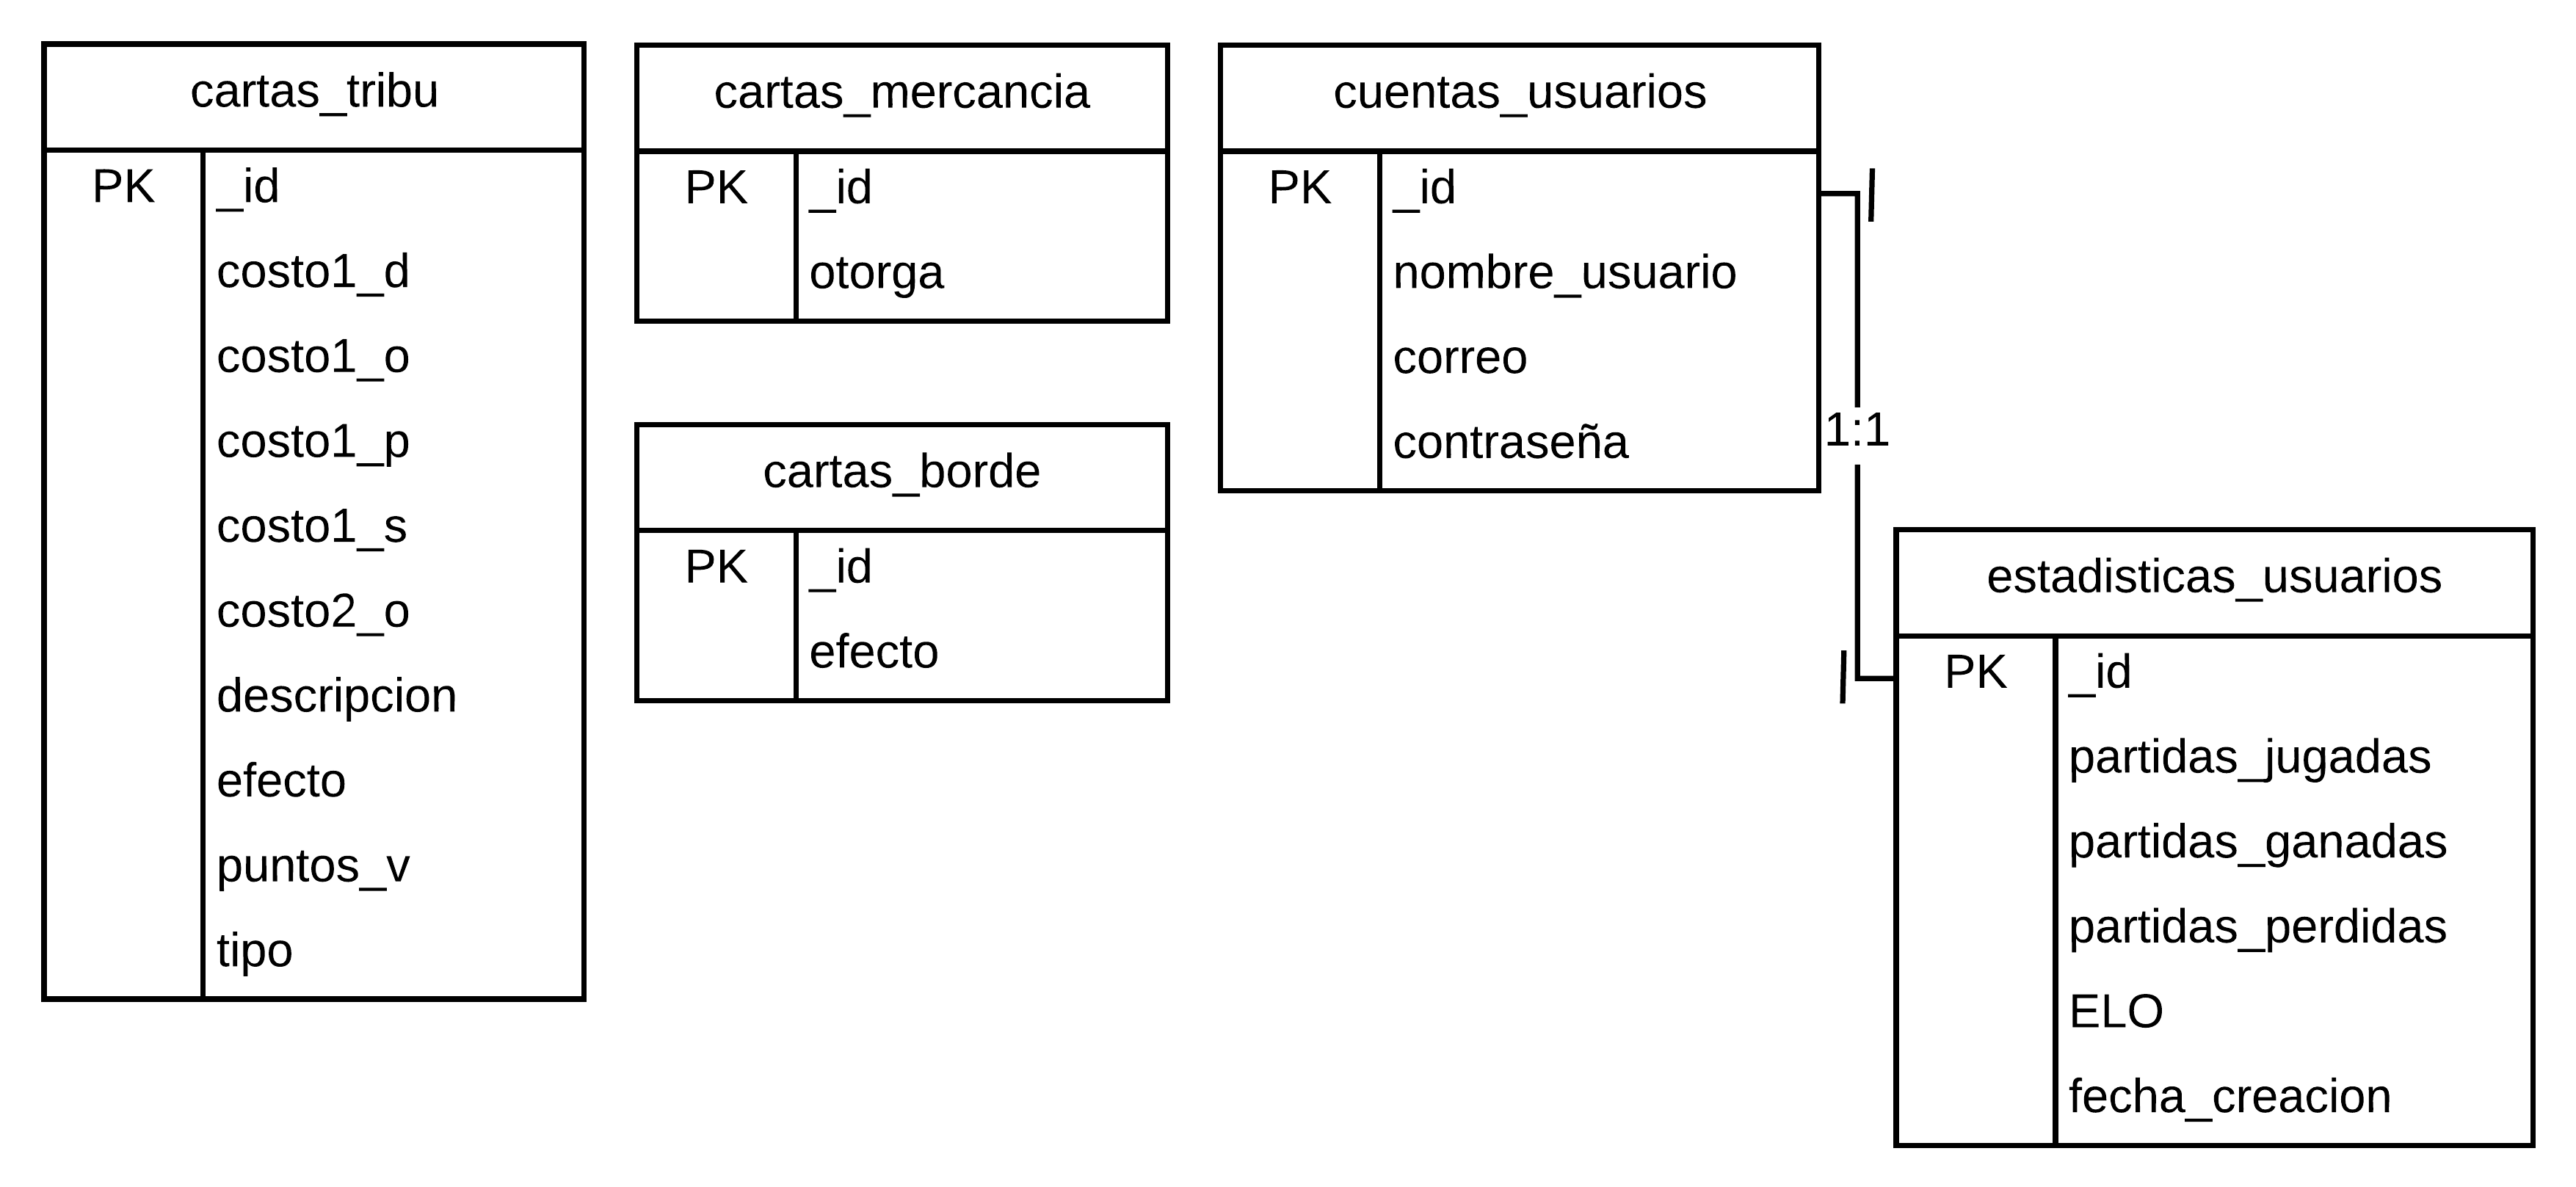 cartas_tribu
PK _id
costo1_d
costo1_o
costo1_p
costo1_s
costo2_o
descripcion
efecto
puntos_v
tipo
cartas_mercancia
PK _id
otorga
cartas_borde
PK _id
efecto
cuentas_usuarios
PK _id
nombre_usuario
correo
contraseña
1:1
estadisticas_usuarios
PK _id
partidas_jugadas
partidas_ganadas
partidas_perdidas
ELO
fecha_creacion